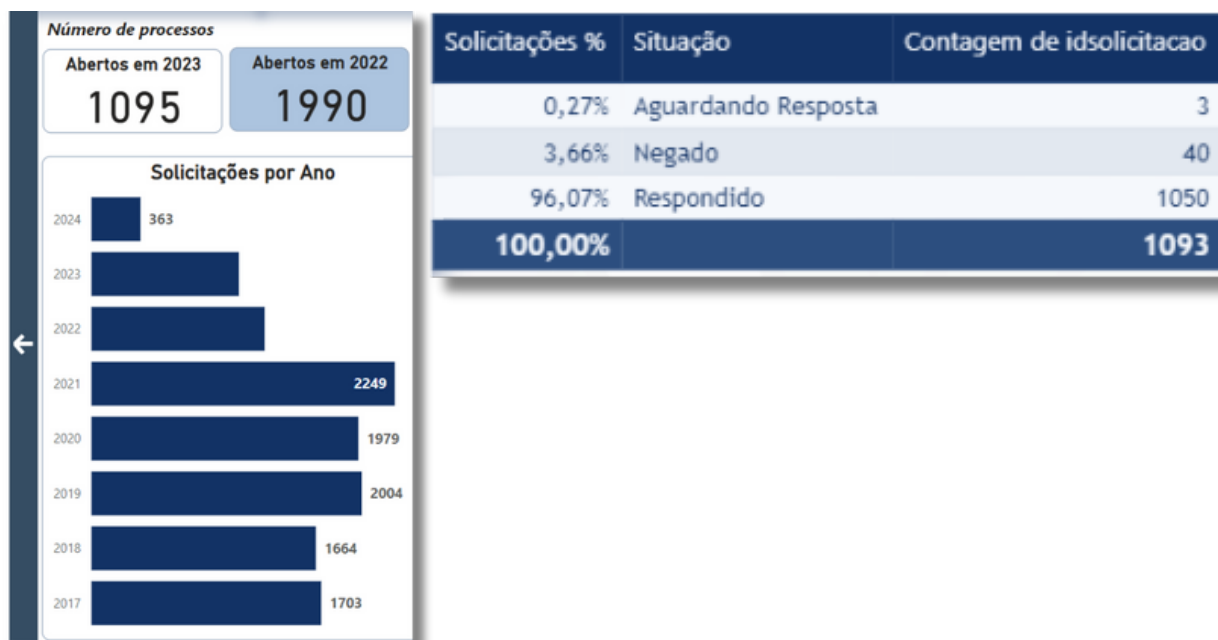 Número de processos
Abertos em 2023
1095
Abertos em 2022
1990
Solicitações por Ano
2024 363
2023
2022
2021 2249
2020 1979
2019 2004
2018 1664
2017 1703
Solicitações % Situação Contagem de idsolicitacao
0,27% Aguardando Resposta 3
3,66% Negado 40
96,07% Respondido 1050
100,00% 1093